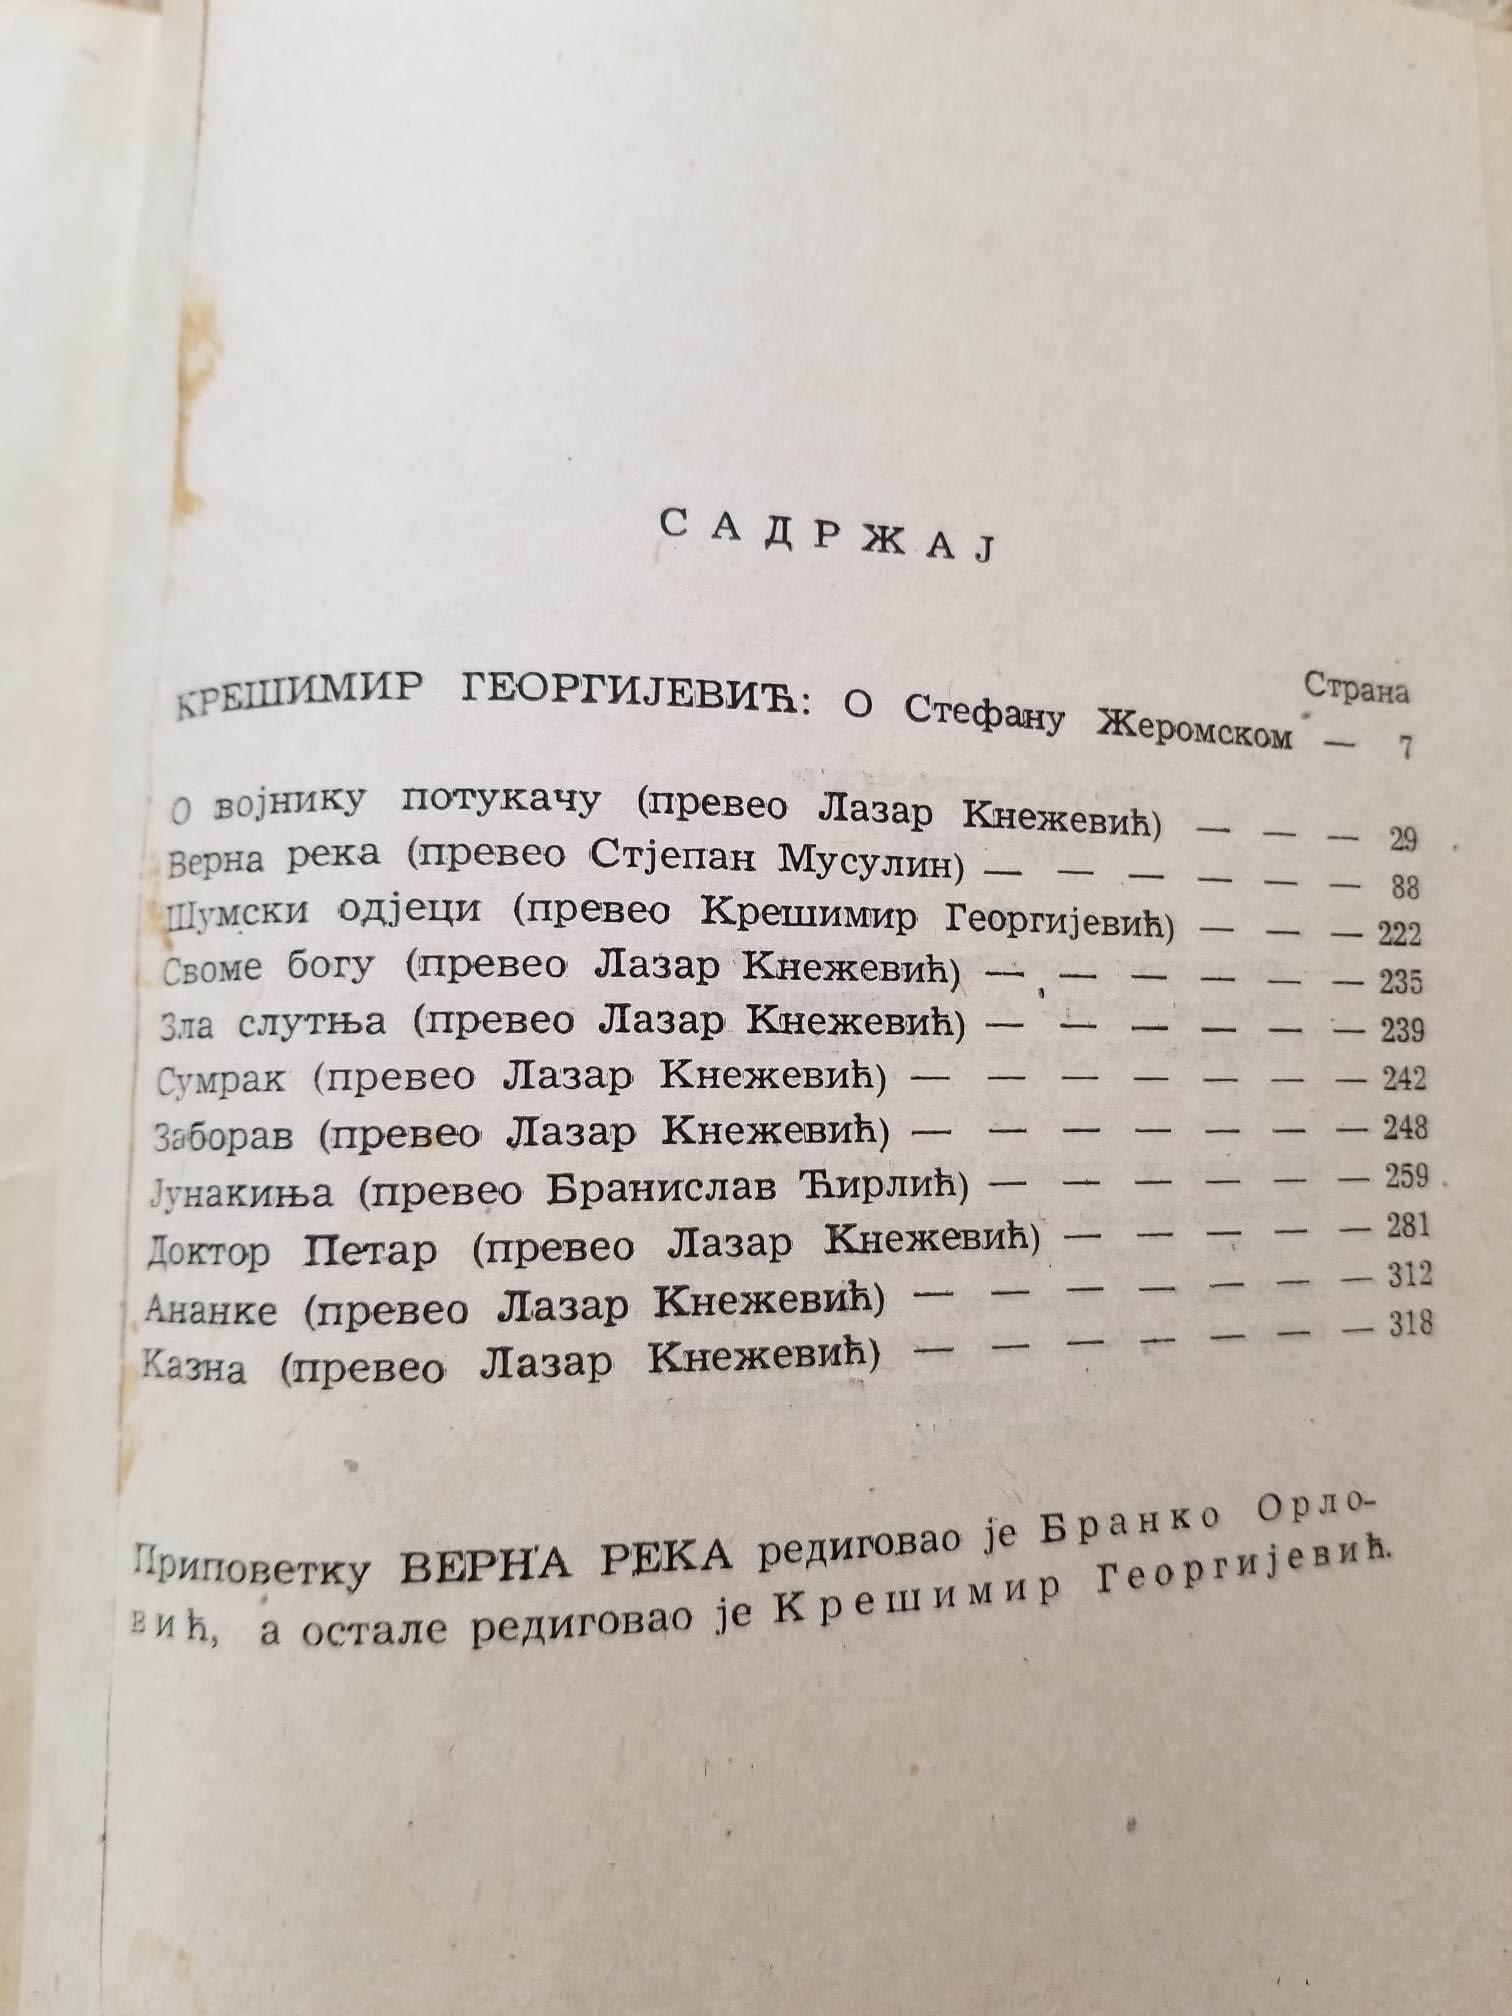 САДРЖАЈ
Страна
КРЕШИМИР ГЕОРГИЈЕВИЋ: О Стефану Жеромском — 7
О војнику потукачу (превео Лазар Кнежевић) — — — 29
Верна река (превео Стјепан Мусулин) — — — — — — 88
Шумски одјеци (превео Крешимир Георгијевић) — — — 222
Своме богу (превео Лазар Кнежевић) — — — — — — 235
Зла слутња (превео Лазар Кнежевић) — — — — — — 239
Сумрак (превео Лазар Кнежевић) — — — — — — — 242
Заборав (превео Лазар Кнежевић) — — — — — — — 248
Јунакиња (превео Бранислав Ћирлић) — — — — — — 259
Доктор Петар (превео Лазар Кнежевић) — — — — — 281
Ананке (превео Лазар Кнежевић) — — — — — — — 312
Казна (превео Лазар Кнежевић) — — — — — — — 318
Приповетку ВЕРНА РЕКА редиговао је Бранко Орло-
вић, а остале редиговао је Крешимир Георгијевић.